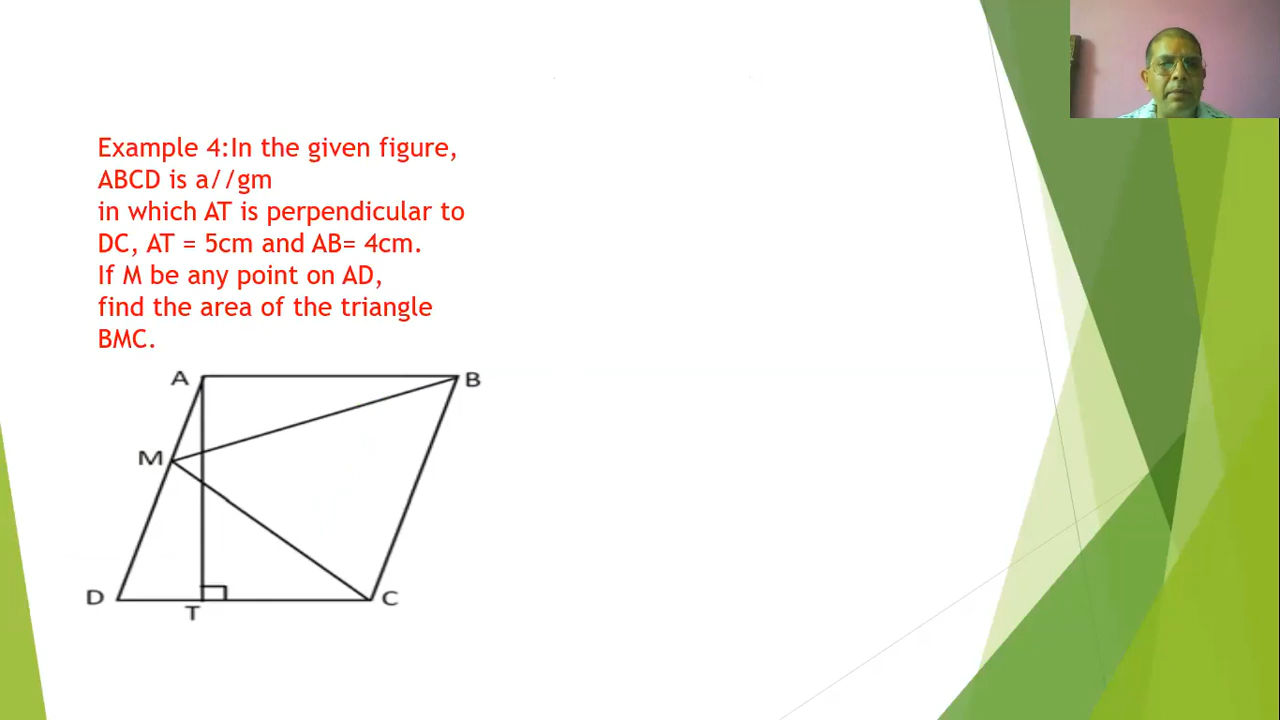 Example 4:In the given figure,
ABCD is a//gm
in which AT is perpendicular to
DC, AT = 5cm and AB= 4cm.
If M be any point on AD,
find the area of the triangle
BMC.
A
B
M
D
T
C